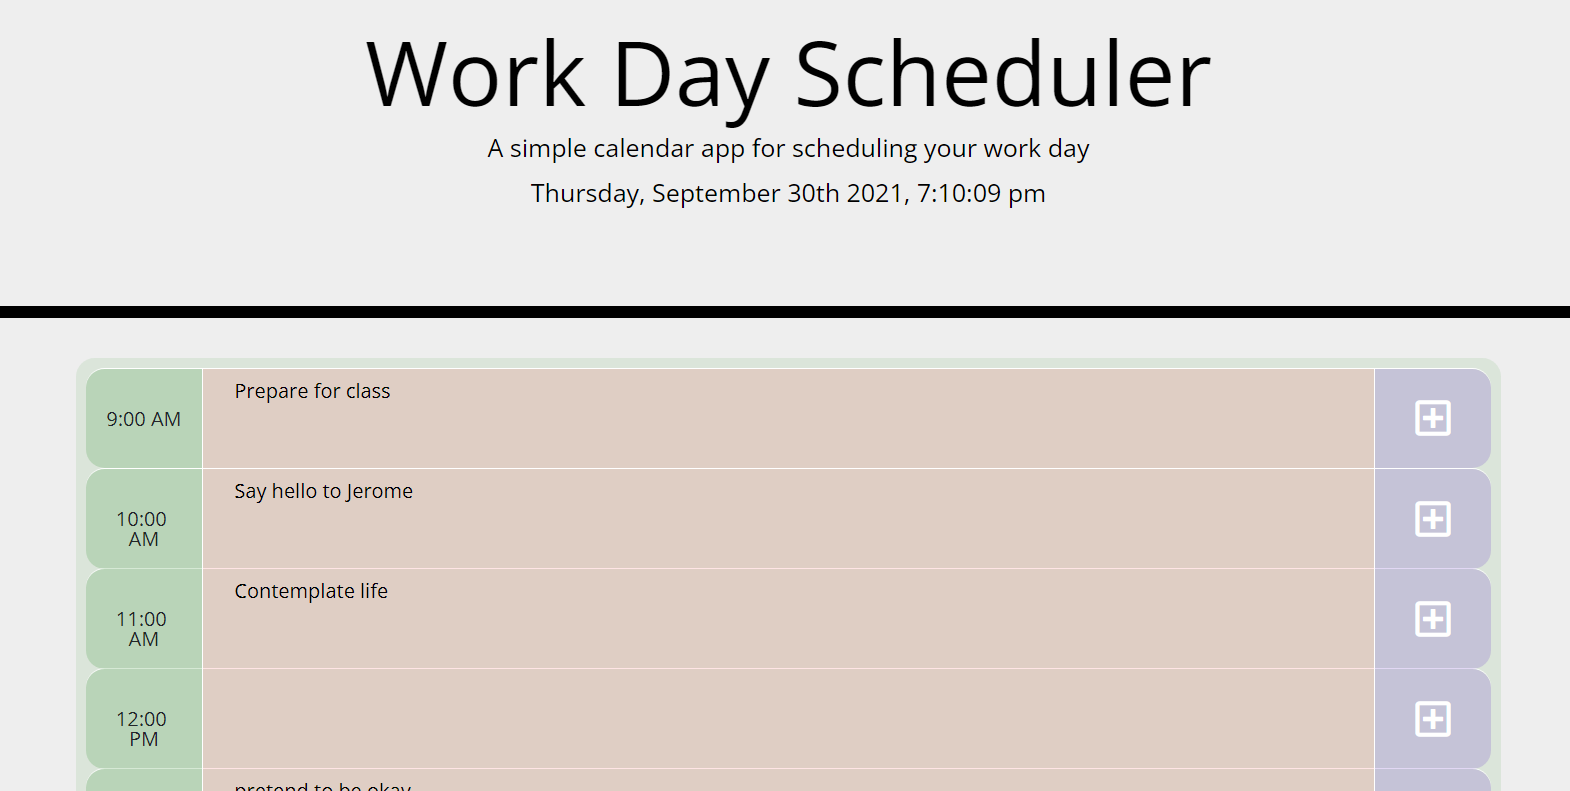 Work Day Scheduler
A simple calendar app for scheduling your work day
Thursday, September 30th 2021, 7:10:09 pm
9:00 AM
Prepare for class
10:00
AM
Say hello to Jerome
11:00
AM
Contemplate life
12:00
PM
pretend to be okay